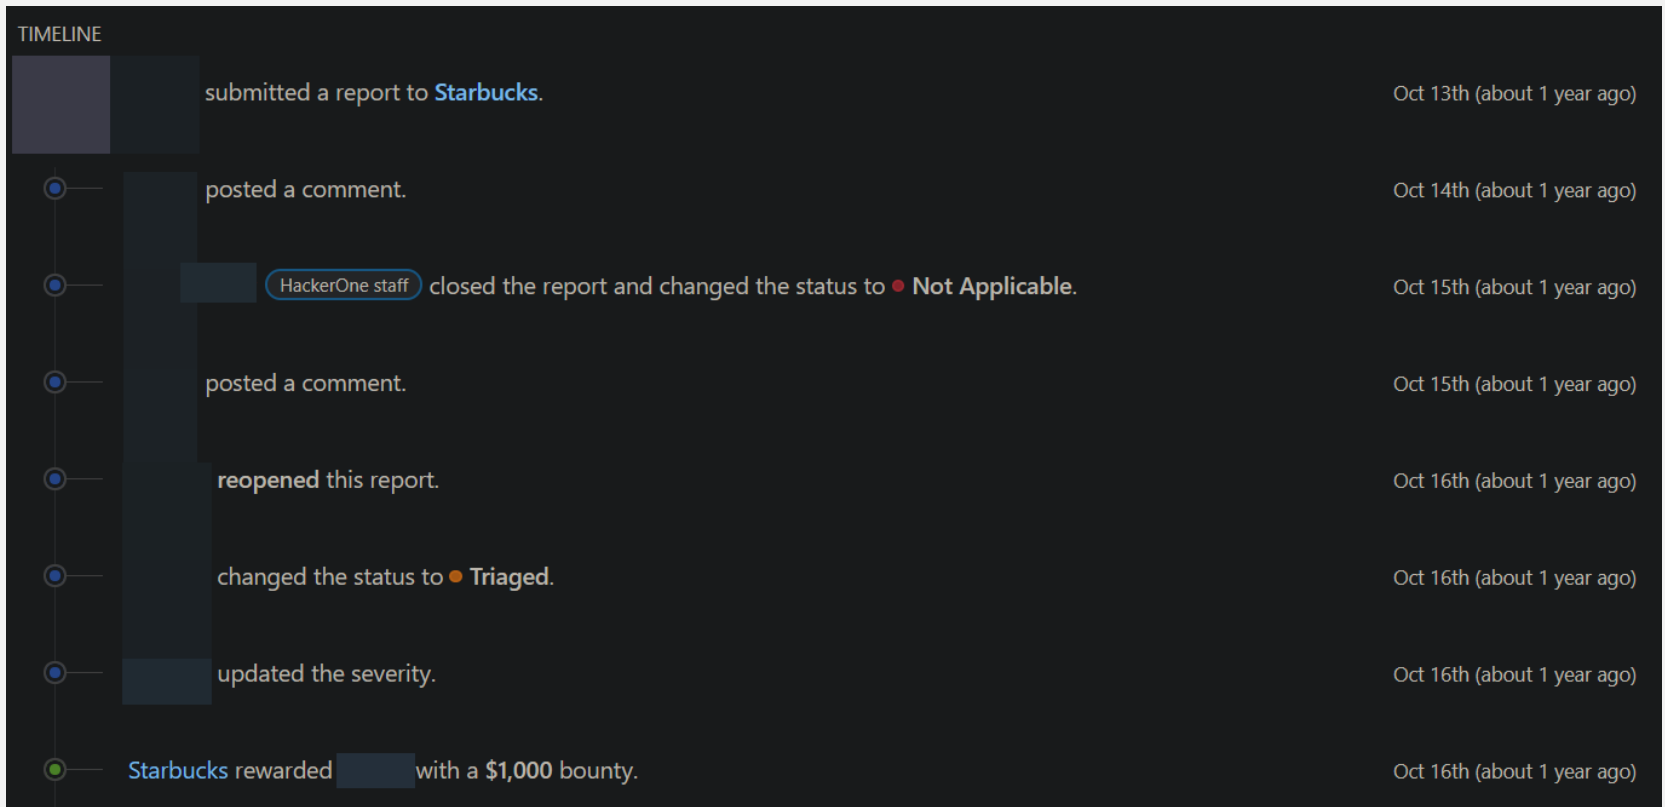 TIMELINE
submitted a report to Starbucks. Oct 13th (about 1 year ago)
posted a comment. Oct 14th (about 1 year ago)
HackerOne staff closed the report and changed the status to Not Applicable. Oct 15th (about 1 year ago)
posted a comment. Oct 15th (about 1 year ago)
reopened this report. Oct 16th (about 1 year ago)
changed the status to Triaged. Oct 16th (about 1 year ago)
updated the severity. Oct 16th (about 1 year ago)
Starbucks rewarded with a $1,000 bounty. Oct 16th (about 1 year ago)